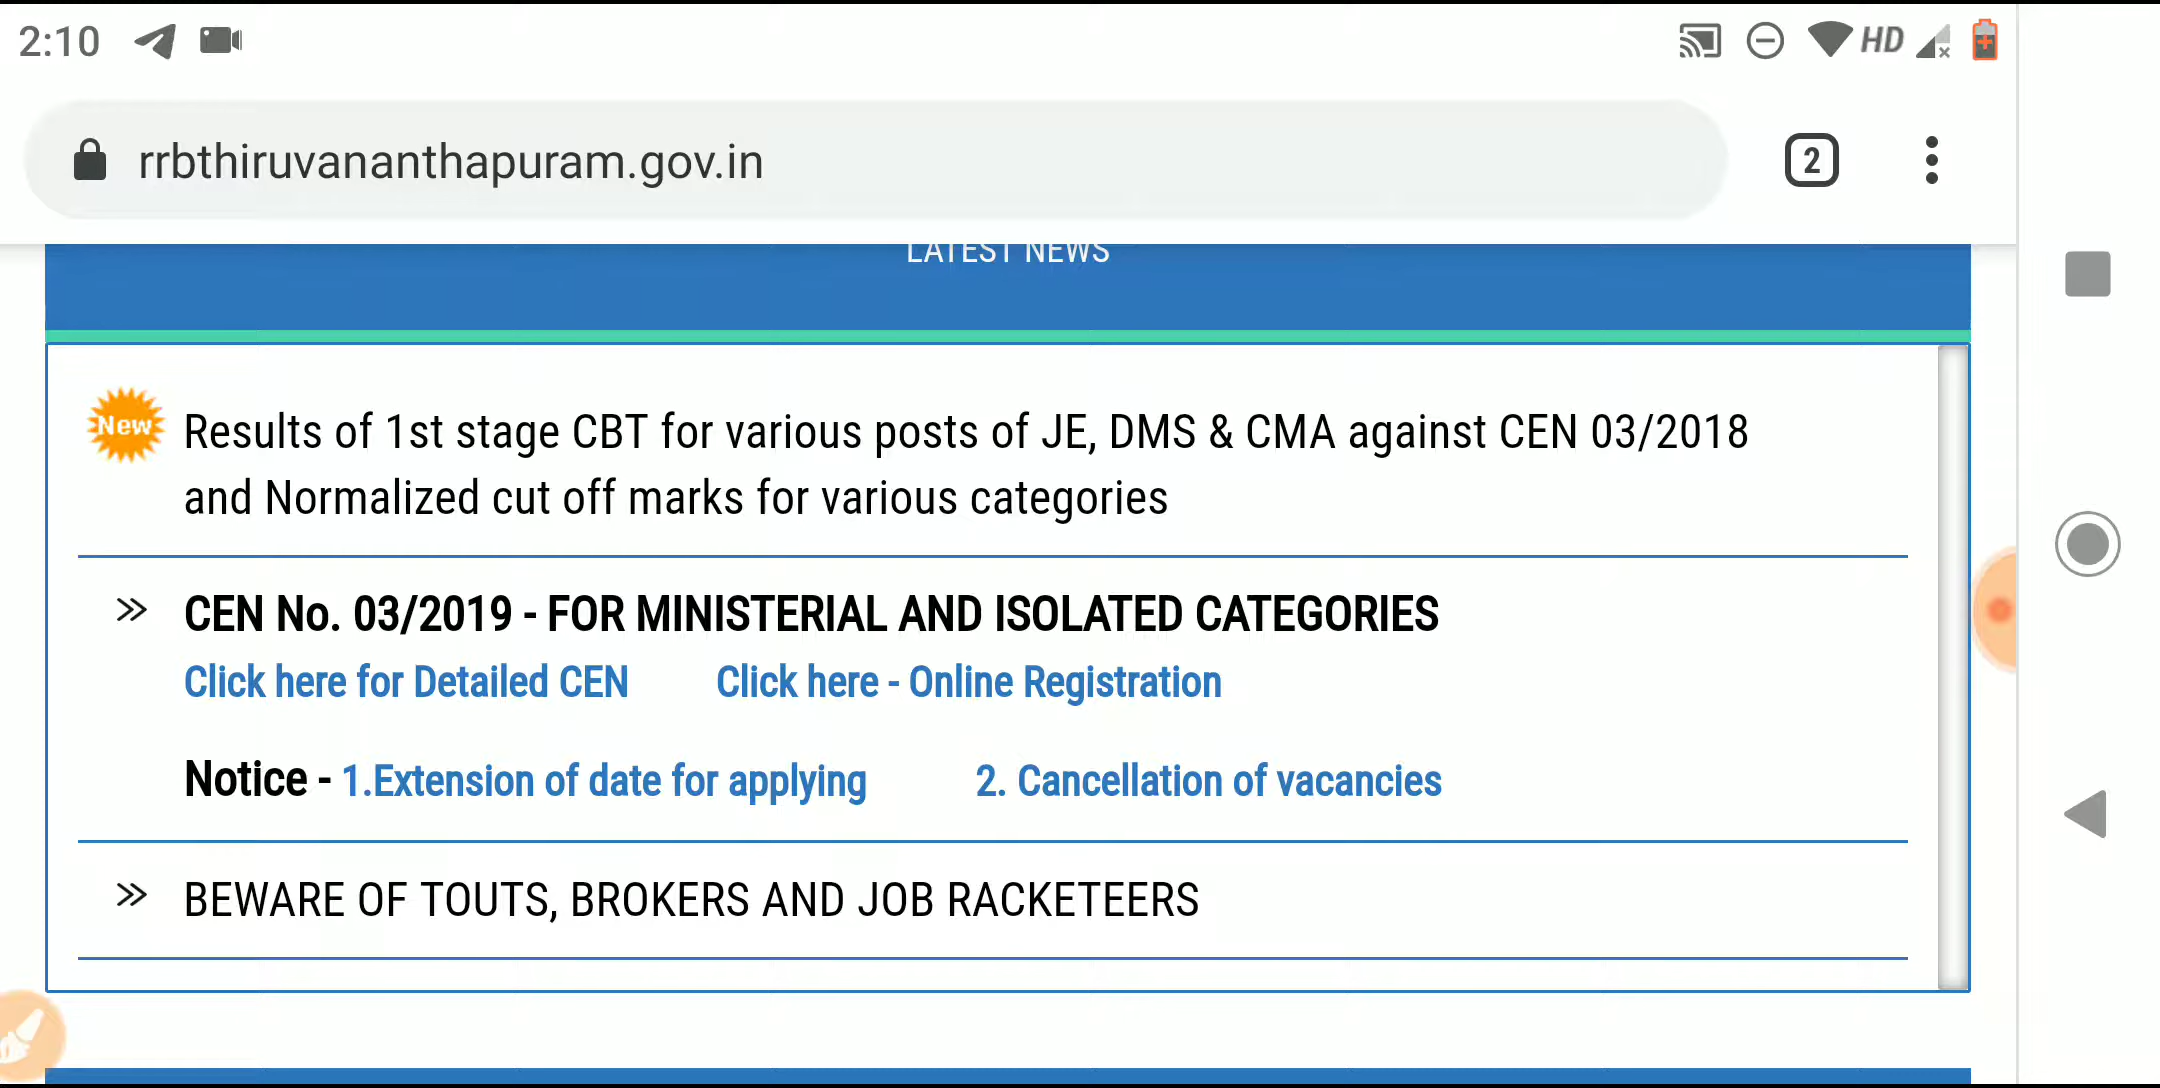 2:10
HD
rrbthiruvananthapuram.gov.in
2
LATEST NEWS
New
Results of 1st stage CBT for various posts of JE, DMS & CMA against CEN 03/2018
and Normalized cut off marks for various categories
CEN No. 03/2019 - FOR MINISTERIAL AND ISOLATED CATEGORIES
Click here for Detailed CEN Click here - Online Registration
Notice - 1.Extension of date for applying 2. Cancellation of vacancies
BEWARE OF TOUTS, BROKERS AND JOB RACKETEERS